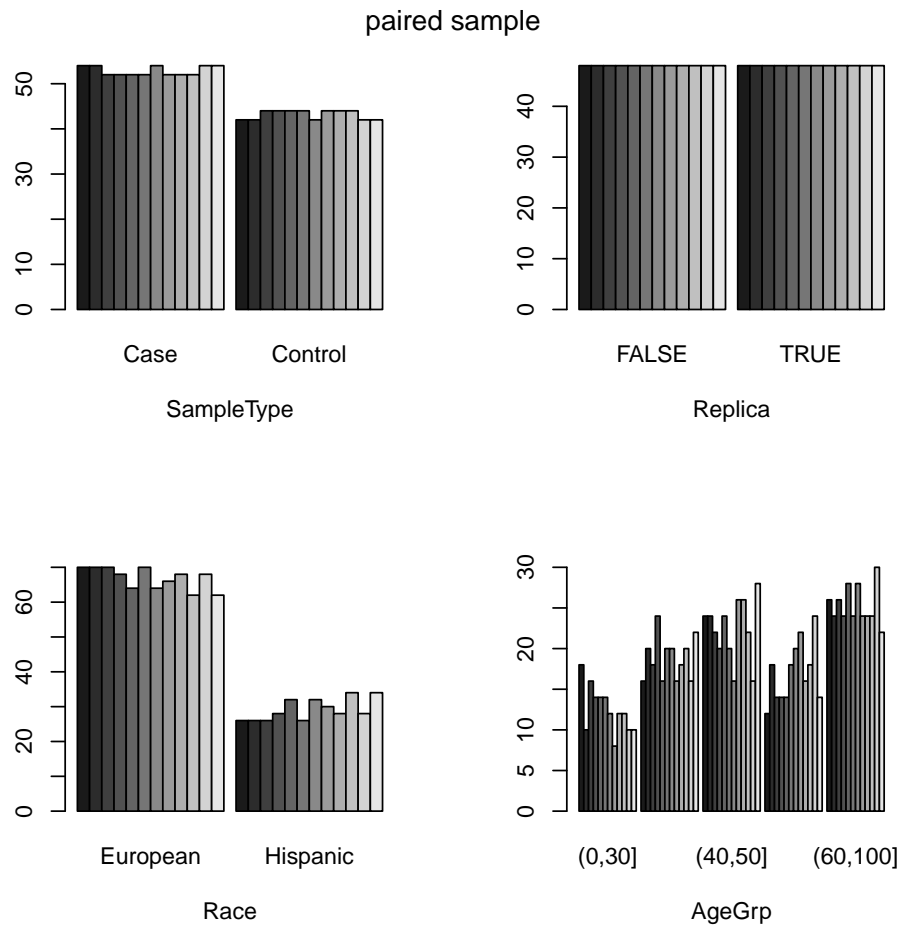 paired sample
50
30
10
0
Case Control
SampleType
40
30
20
10
0
FALSE TRUE
Replica
60
40
20
0
European Hispanic
Race
30
20
10
5
0
(0,30] (40,50] (60,100]
AgeGrp